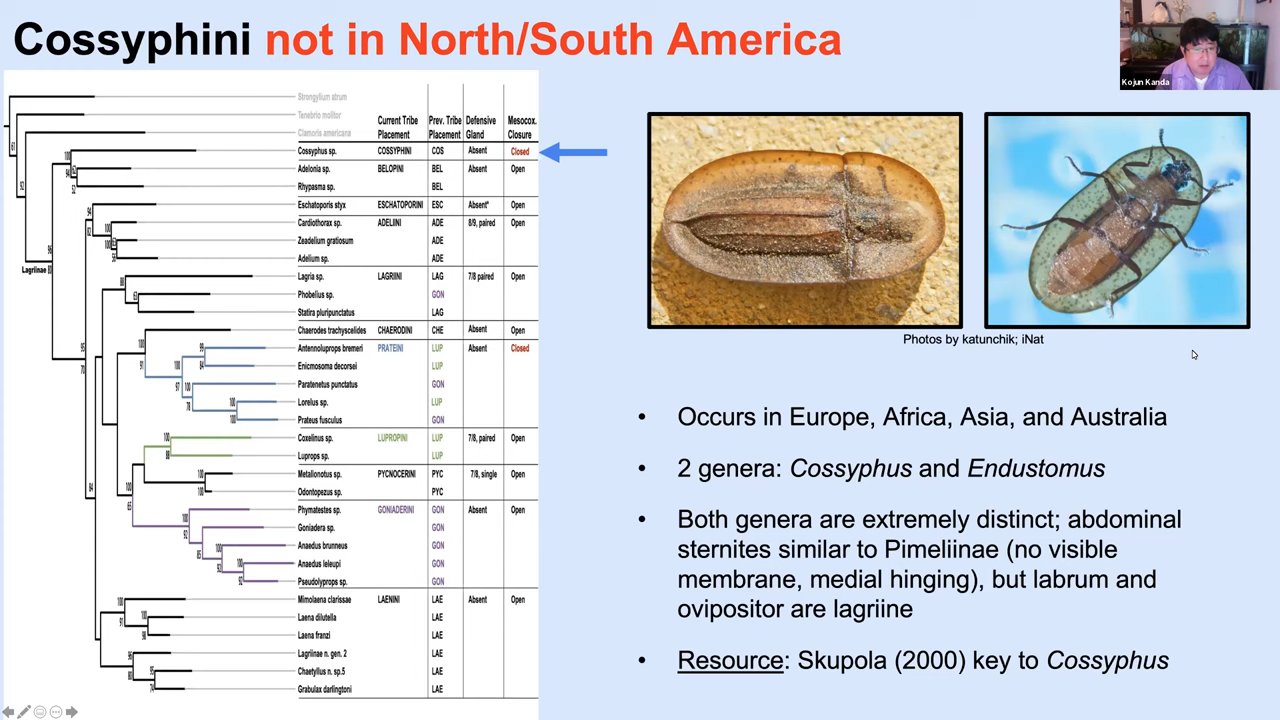 Cossyphini not in North/South America
Kojun Kanda
Strongylium atrum
Tenebrio molitor
Clamoris americana
Current Tribe Placement
Prev. Tribe Placement
Defensive Gland
Mesocox. Closure
Cossyphus sp. COSSYPHINI COS Absent Closed
Adelonia sp. BELOPINI BEL Absent Open
Rhypasma sp. BEL
Eschatoporis styx ESCHATOPORINI ESC Absent* Open
Cardiothorax sp. ADELIINI ADE 8/9, paired Open
Zeadelium gratiosum ADE
Adelium sp. ADE
Lagriinae
Lagria sp. LAGRIINI LAG 7/8 paired Open
Phobelius sp. GON
Statira pluripunctata LAG
Chaerodes trachyscelides CHAERODINI CHE Absent Open
Antennoluprops bremeri PRATEINI LUP Absent Closed
Enicmosoma decorsei LUP
Paratenetus punctatus GON
Lorelus sp. LUP
Prateus fusculus GON
Coxelinus sp. LUPROPINI LUP 7/8, paired Open
Luprops sp. LUP
Metallonotus sp. PYCNOCERINI PYC 7/8, single Open
Odontopezus sp. PYC
Phymatestes sp. GONIADERINI GON Absent Open
Goniadera sp. GON
Anaedus brunneus GON
Anaedus leleupi GON
Pseudolyprops sp. GON
Mimolaena clarissae LAENINI LAE Absent Open
Laena dilutella LAE
Laena franzi LAE
Lagriinae n. gen. 2 LAE
Chaetyllus n. sp.5 LAE
Grabulax darlingtoni LAE
Photos by katunchik; iNat
• Occurs in Europe, Africa, Asia, and Australia
• 2 genera: Cossyphus and Endustomus
• Both genera are extremely distinct; abdominal
sternites similar to Pimeliinae (no visible
membrane, medial hinging), but labrum and
ovipositor are lagriine
• Resource: Skupola (2000) key to Cossyphus